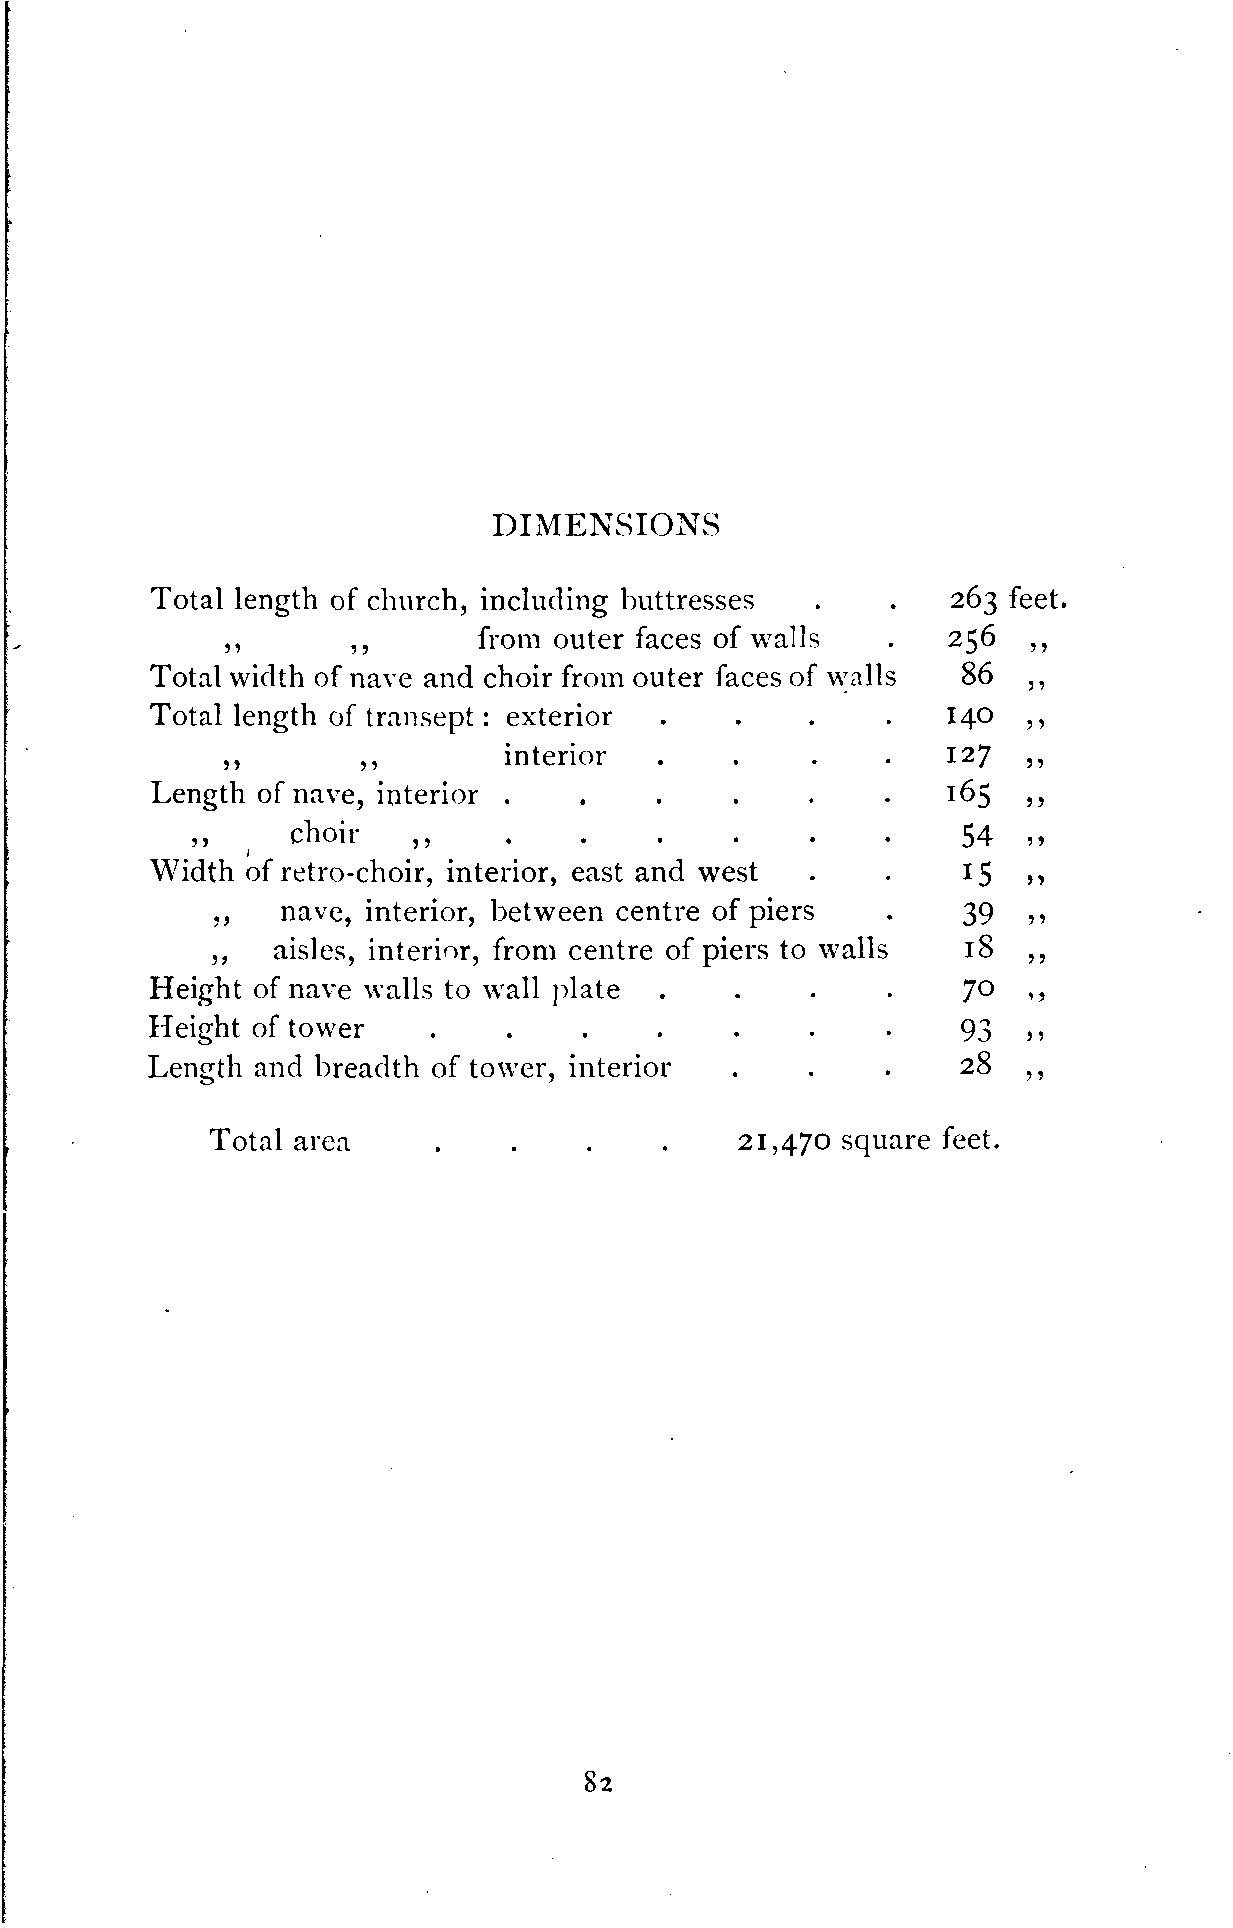 DIMENSIONS
Total length of church, including buttresses . . 263 feet.
,, ,, from outer faces of walls . 256 ,,
Total width of nave and choir from outer faces of walls 86 ,,
Total length of transept : exterior . . . . 140 ,,
,, ,, interior . . . . 127 ,,
Length of nave, interior . . . . . . 165 ,,
,, choir ,, . . . . . . 54 ,,
Width of retro-choir, interior, east and west . . 15 ,,
,, nave, interior, between centre of piers . 39 ,,
,, aisles, interior, from centre of piers to walls 18 ,,
Height of nave walls to wall plate . . . . 70 ,,
Height of tower . . . . . . . 93 ,,
Length and breadth of tower, interior . . . 28 ,,
Total area . . . . 21,470 square feet.
82